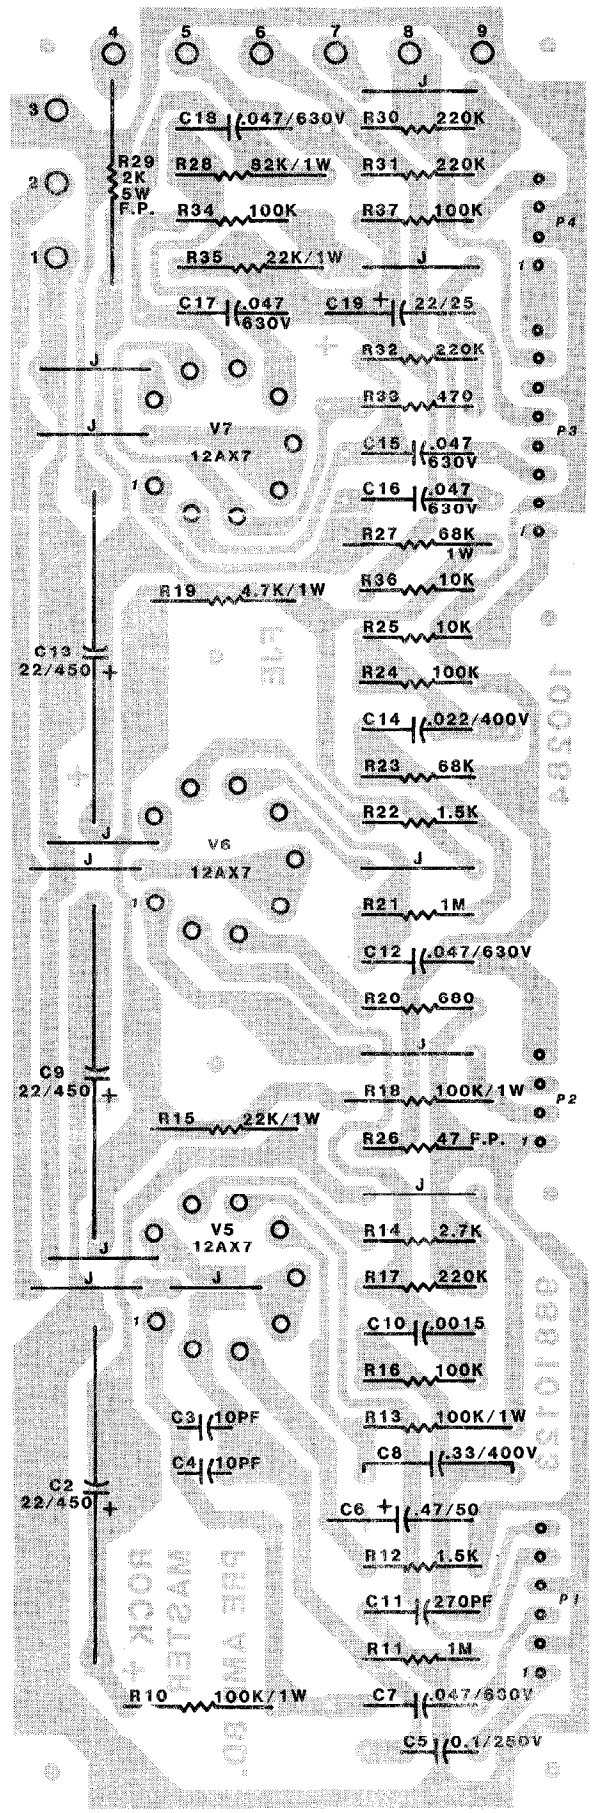 4 5 6 7 8 9
J
3
C18 .047/630V
R30 220K
R29
2K
5W
F.P.
R28 82K/1W
R31 220K
2
R34 100K
R37 100K
P4
1
R35 22K/1W
J
1
C17 .047
630V
C19 + 22/25
+
R32 220K
J
R33 470
V7
12AX7
J
P3
C15 .047
630V
1
C16 .047
630V
R27 68K
1W
1
R19 4.7K/1W
R36 10K
R25 10K
C13
22/450 +
FJE
R24 100K
100284
C14 .022/400V
R23 68K
+
R22 1.5K
J
V6
12AX7
J
J
1
R21 1M
C12 .047/630V
R20 680
J
C9
22/450 +
R18 100K/1W
P2
R15 22K/1W
R26 47 F.P.
1
J
V5
12AX7
R14 2.7K
J
J
J
R17 220K
1
C10 .0015
R16 100K
988-10123
C3 10PF
R13 100K/1W
C4 10PF
C8 .33/400V
C2
22/450 +
C6 + .47/50
R12 1.5K
ROCK +
MASTER
PRE AMP BD.
C11 270PF
P1
R11 1M
1
R10 100K/1W
C7 .047/630V
C5 0.1/250V